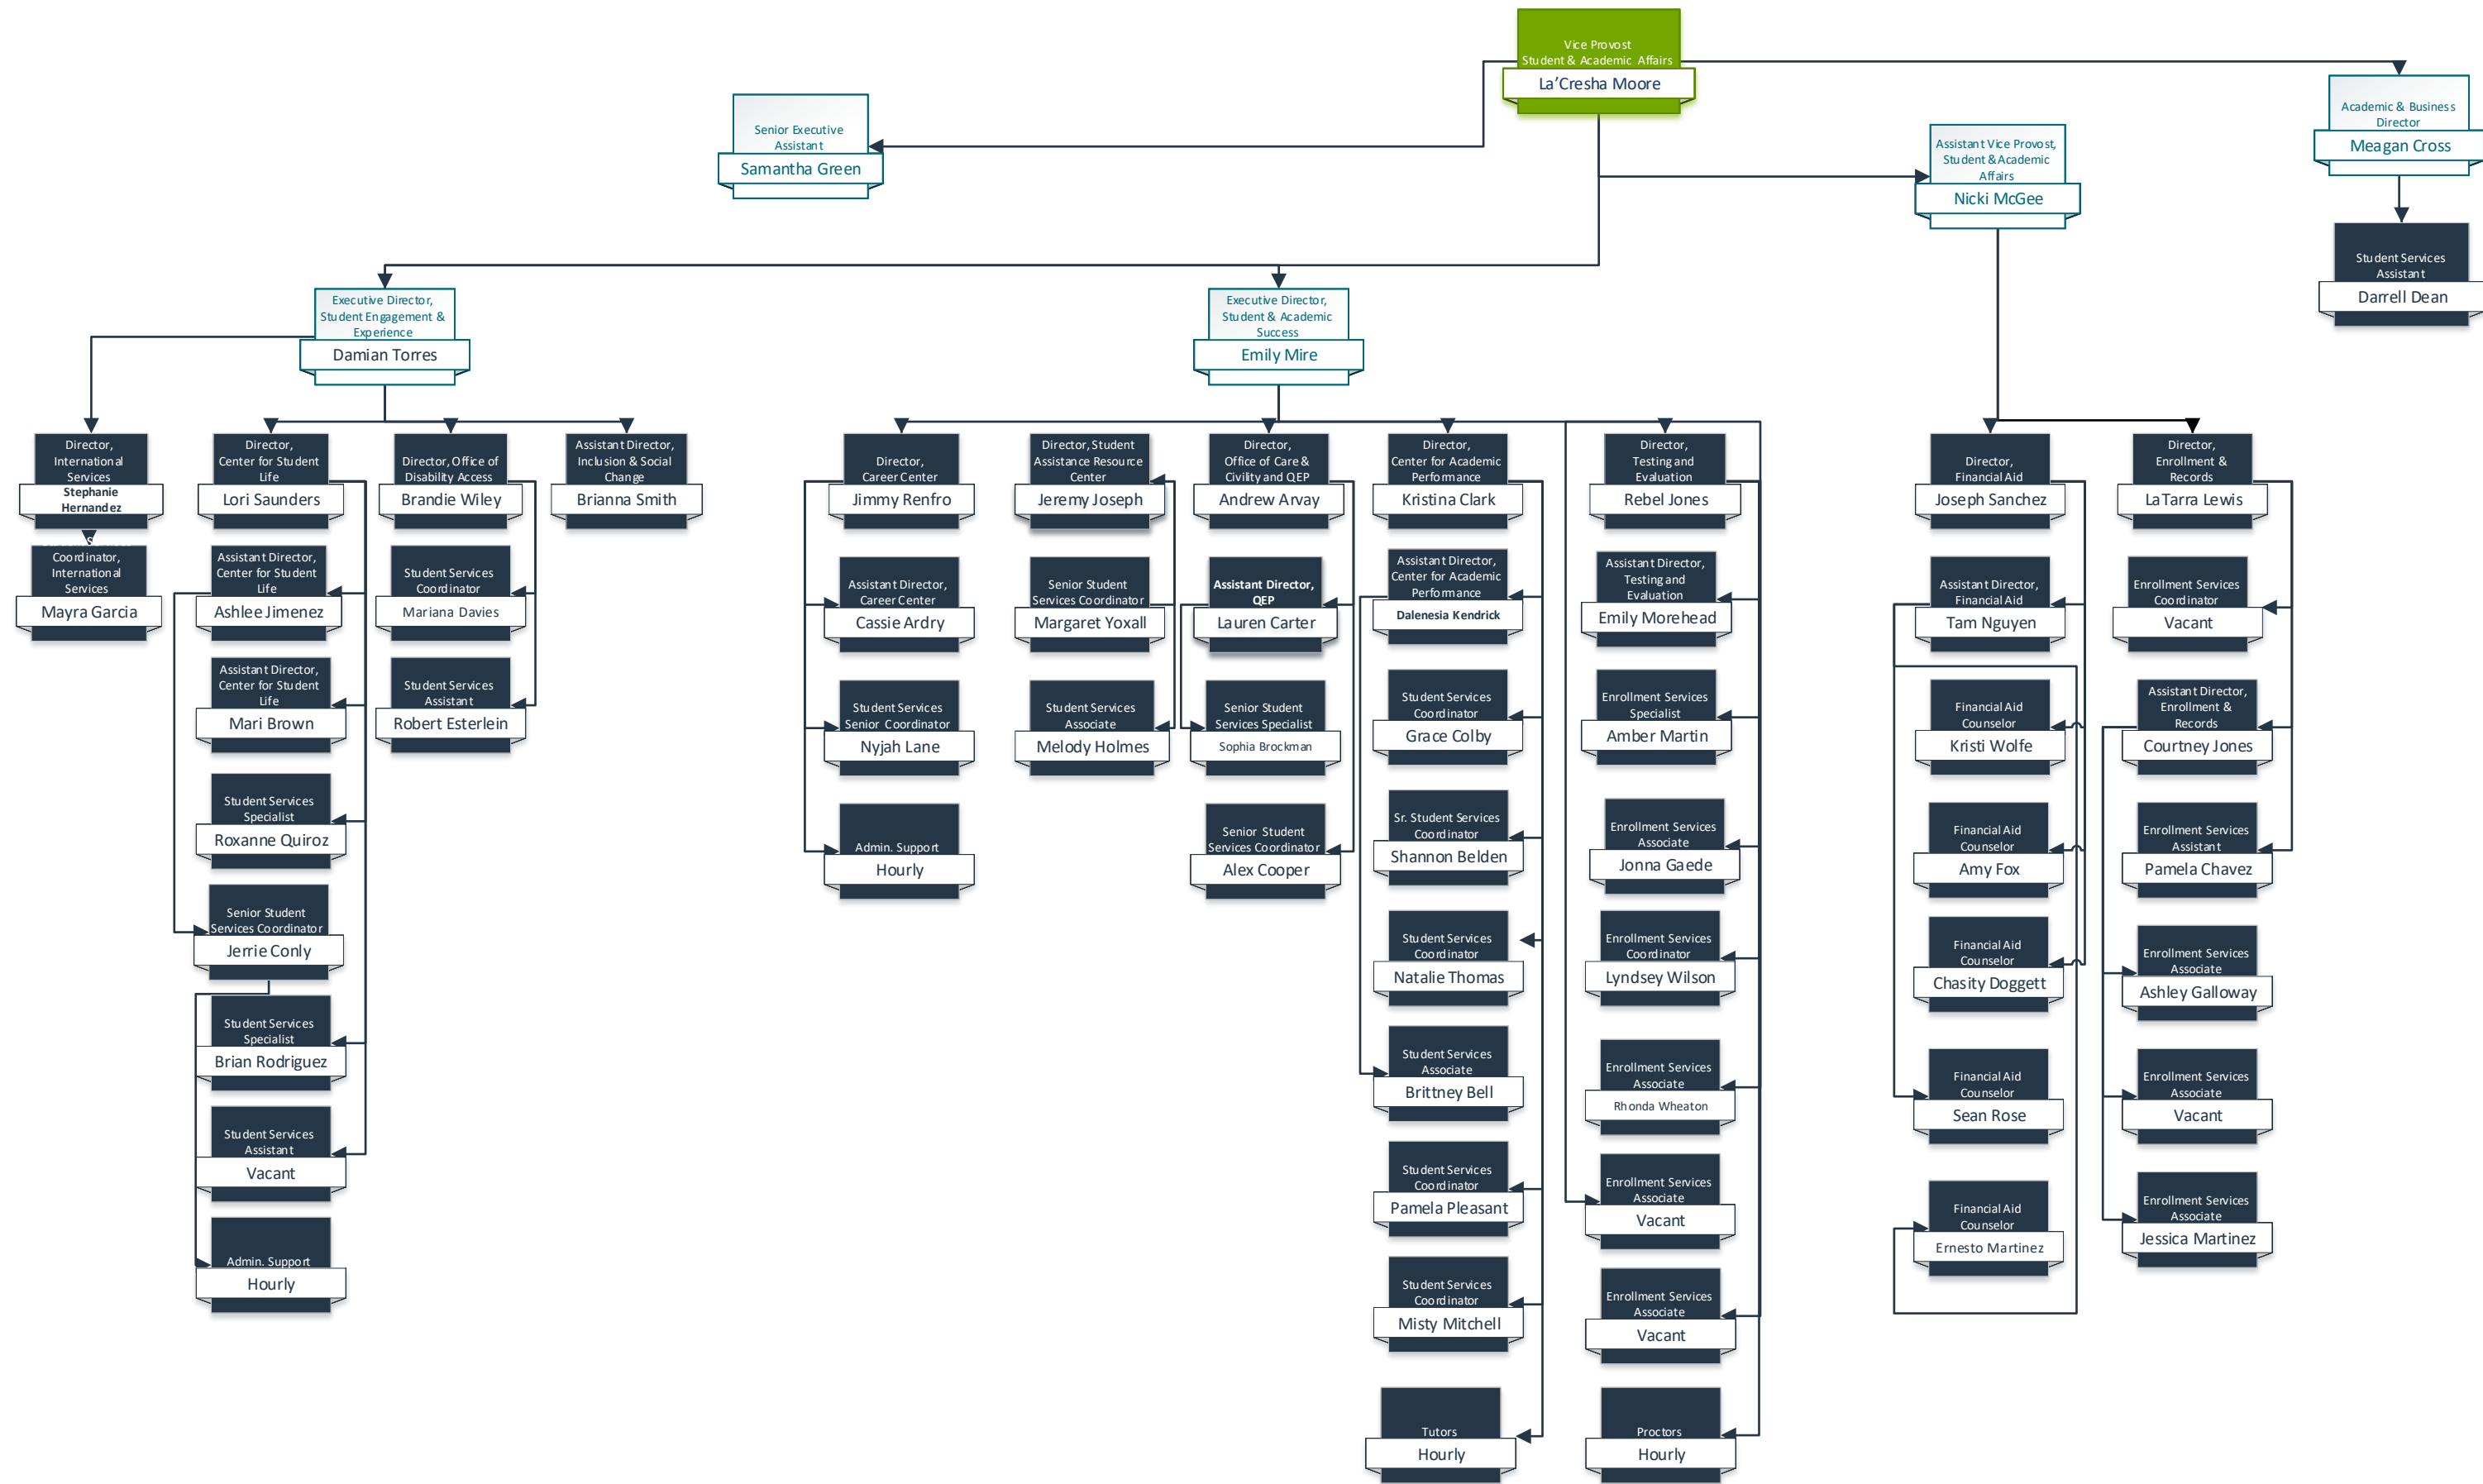 Vice Provost
Student & Academic Affairs
La'Cresha Moore
Senior Executive
Assistant
Samantha Green
Assistant Vice Provost,
Student & Academic
Affairs
Nicki McGee
Academic & Business
Director
Meagan Cross
Student Services
Assistant
Darrell Dean
Executive Director,
Student Engagement &
Experience
Damian Torres
Executive Director,
Student & Academic
Success
Emily Mire
Director,
International
Services
Stephanie
Hernandez
Coordinator,
International
Services
Mayra Garcia
Director,
Center for Student
Life
Lori Saunders
Assistant Director,
Center for Student
Life
Ashlee Jimenez
Assistant Director,
Center for Student
Life
Mari Brown
Student Services
Specialist
Roxanne Quiroz
Senior Student
Services Coordinator
Jerrie Conly
Student Services
Specialist
Brian Rodriguez
Student Services
Assistant
Vacant
Admin. Support
Hourly
Director, Office of
Disability Access
Brandie Wiley
Student Services
Coordinator
Mariana Davies
Student Services
Assistant
Robert Esterlein
Assistant Director,
Inclusion & Social
Change
Brianna Smith
Director,
Career Center
Jimmy Renfro
Assistant Director,
Career Center
Cassie Ardry
Student Services
Senior Coordinator
Nyjah Lane
Admin. Support
Hourly
Director, Student
Assistance Resource
Center
Jeremy Joseph
Senior Student
Services Coordinator
Margaret Yoxall
Student Services
Associate
Melody Holmes
Director,
Office of Care &
Civility and QEP
Andrew Arvay
Assistant Director,
QEP
Lauren Carter
Senior Student
Services Specialist
Sophia Brockman
Senior Student
Services Coordinator
Alex Cooper
Director,
Center for Academic
Performance
Kristina Clark
Assistant Director,
Center for Academic
Performance
Dalenesia Kendrick
Student Services
Coordinator
Grace Colby
Sr. Student Services
Coordinator
Shannon Belden
Student Services
Coordinator
Natalie Thomas
Student Services
Associate
Brittney Bell
Student Services
Coordinator
Pamela Pleasant
Student Services
Coordinator
Misty Mitchell
Tutors
Hourly
Director,
Testing and
Evaluation
Rebel Jones
Assistant Director,
Testing and
Evaluation
Emily Morehead
Enrollment Services
Specialist
Amber Martin
Enrollment Services
Associate
Jonna Gaede
Enrollment Services
Coordinator
Lyndsey Wilson
Enrollment Services
Associate
Rhonda Wheaton
Enrollment Services
Associate
Vacant
Enrollment Services
Associate
Vacant
Proctors
Hourly
Director,
Financial Aid
Joseph Sanchez
Assistant Director,
Financial Aid
Tam Nguyen
Financial Aid
Counselor
Kristi Wolfe
Financial Aid
Counselor
Amy Fox
Financial Aid
Counselor
Chasity Doggett
Financial Aid
Counselor
Sean Rose
Financial Aid
Counselor
Ernesto Martinez
Director,
Enrollment &
Records
LaTarra Lewis
Enrollment Services
Coordinator
Vacant
Assistant Director,
Enrollment &
Records
Courtney Jones
Enrollment Services
Assistant
Pamela Chavez
Enrollment Services
Associate
Ashley Galloway
Enrollment Services
Associate
Vacant
Enrollment Services
Associate
Jessica Martinez